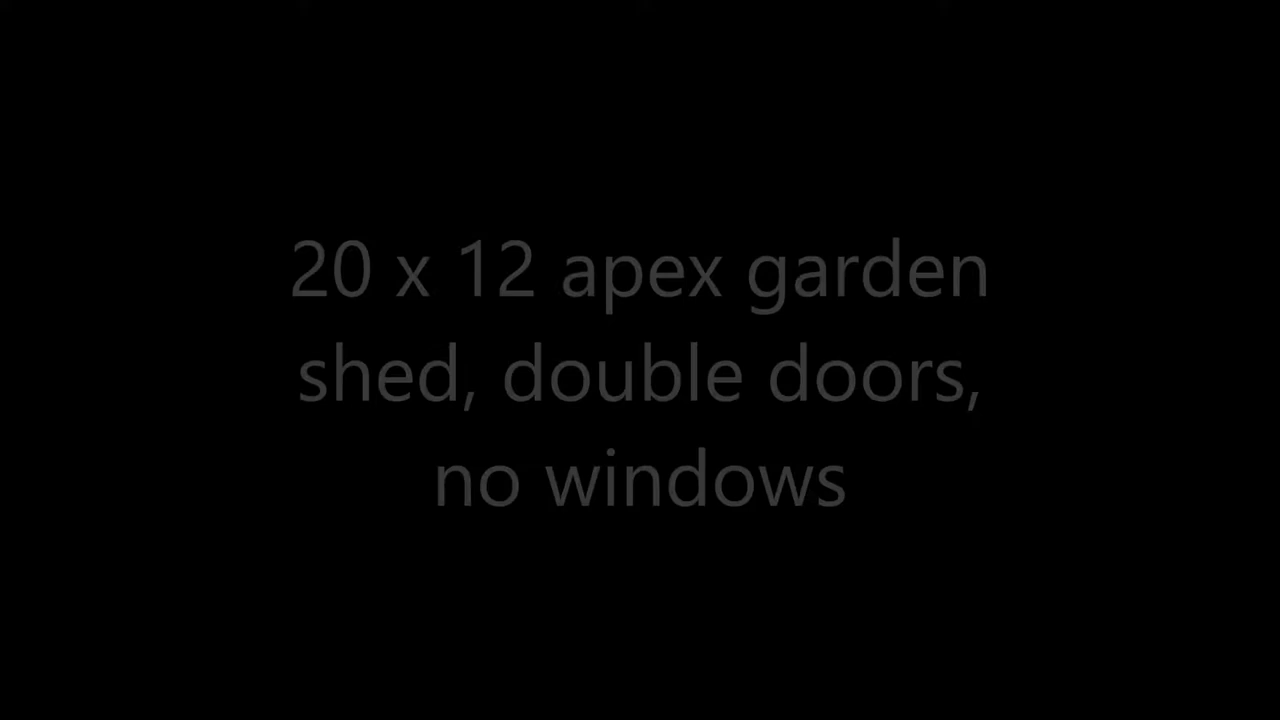 20 x 12 apex garden
shed, double doors,
no windows